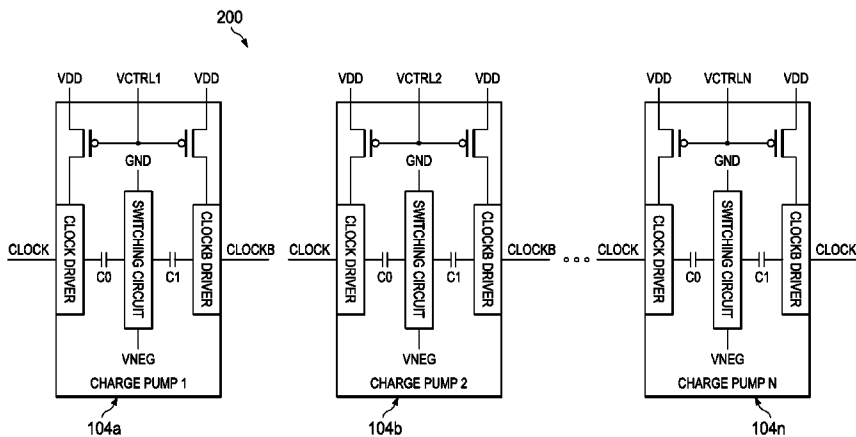 200
VDD VCTRL1 VDD VDD VCTRL2 VDD VDD VCTRLN VDD
GND GND GND
CLOCK CLOCK DRIVER C0 SWITCHING CIRCUIT C1 CLOCKB DRIVER CLOCKB
CLOCK CLOCK DRIVER C0 SWITCHING CIRCUIT C1 CLOCKB DRIVER CLOCKB
CLOCK CLOCK DRIVER C0 SWITCHING CIRCUIT C1 CLOCKB DRIVER CLOCK
VNEG VNEG VNEG
CHARGE PUMP 1 CHARGE PUMP 2 CHARGE PUMP N
104a 104b 104n